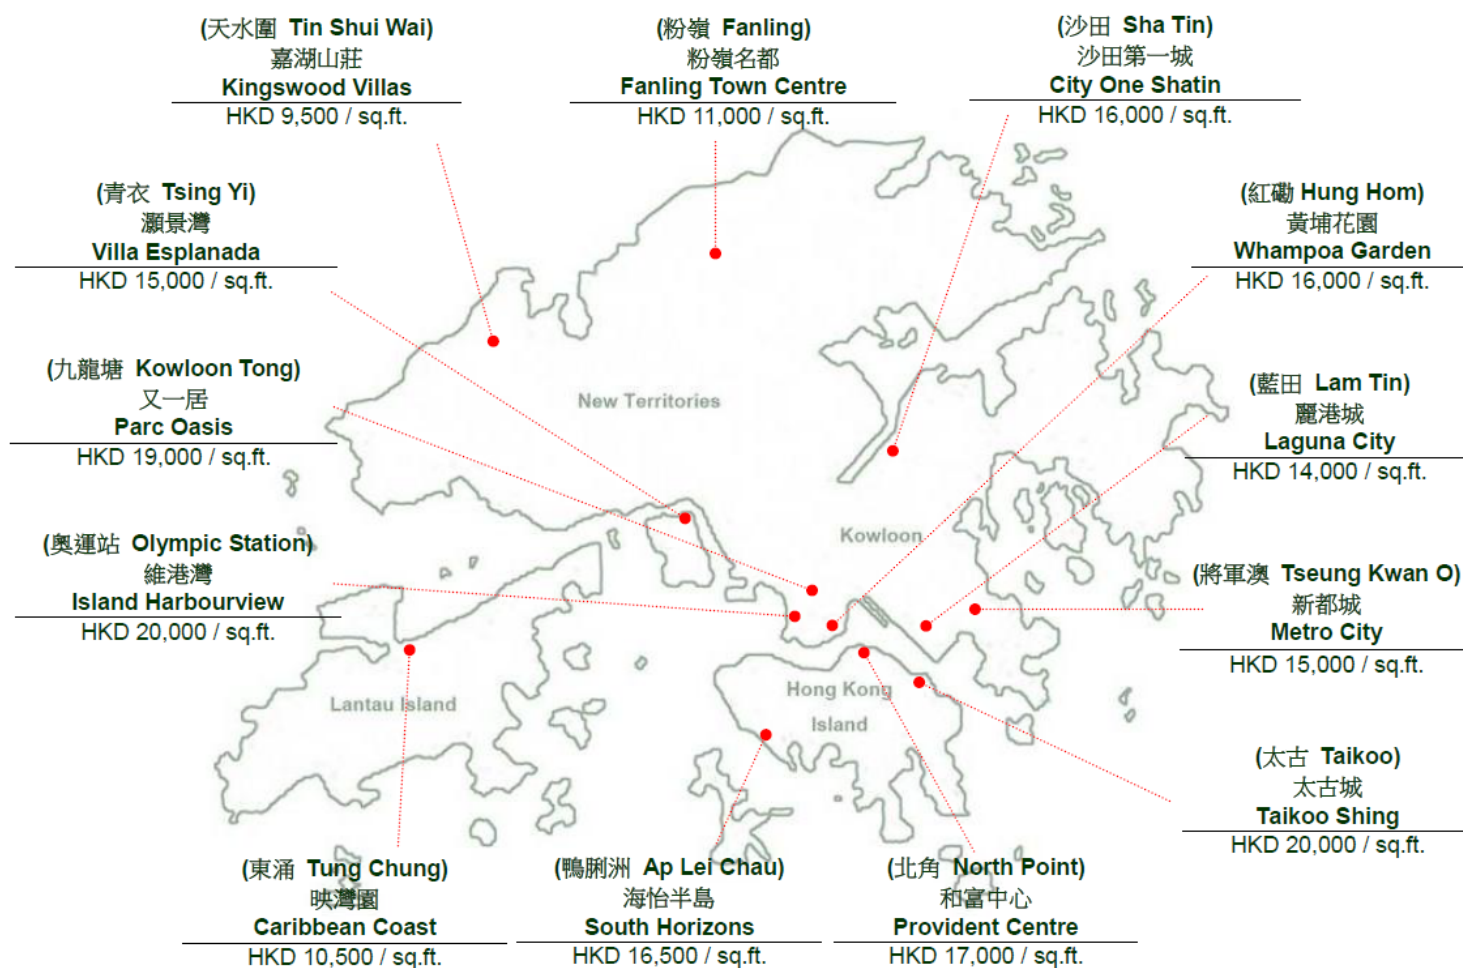 (天水圍 Tin Shui Wai)
嘉湖山莊
Kingswood Villas
HKD 9,500 / sq.ft.
(粉嶺 Fanling)
粉嶺名都
Fanling Town Centre
HKD 11,000 / sq.ft.
(沙田 Sha Tin)
沙田第一城
City One Shatin
HKD 16,000 / sq.ft.
(青衣 Tsing Yi)
灝景灣
Villa Esplanada
HKD 15,000 / sq.ft.
(紅磡 Hung Hom)
黃埔花園
Whampoa Garden
HKD 16,000 / sq.ft.
(九龍塘 Kowloon Tong)
又一居
Parc Oasis
HKD 19,000 / sq.ft.
New Territories
(藍田 Lam Tin)
麗港城
Laguna City
HKD 14,000 / sq.ft.
(奧運站 Olympic Station)
維港灣
Island Harbourview
HKD 20,000 / sq.ft.
Kowloon
(將軍澳 Tseung Kwan O)
新都城
Metro City
HKD 15,000 / sq.ft.
Lantau Island
Hong Kong
Island
(太古 Taikoo)
太古城
Taikoo Shing
HKD 20,000 / sq.ft.
(東涌 Tung Chung)
映灣園
Caribbean Coast
HKD 10,500 / sq.ft.
(鴨脷洲 Ap Lei Chau)
海怡半島
South Horizons
HKD 16,500 / sq.ft.
(北角 North Point)
和富中心
Provident Centre
HKD 17,000 / sq.ft.